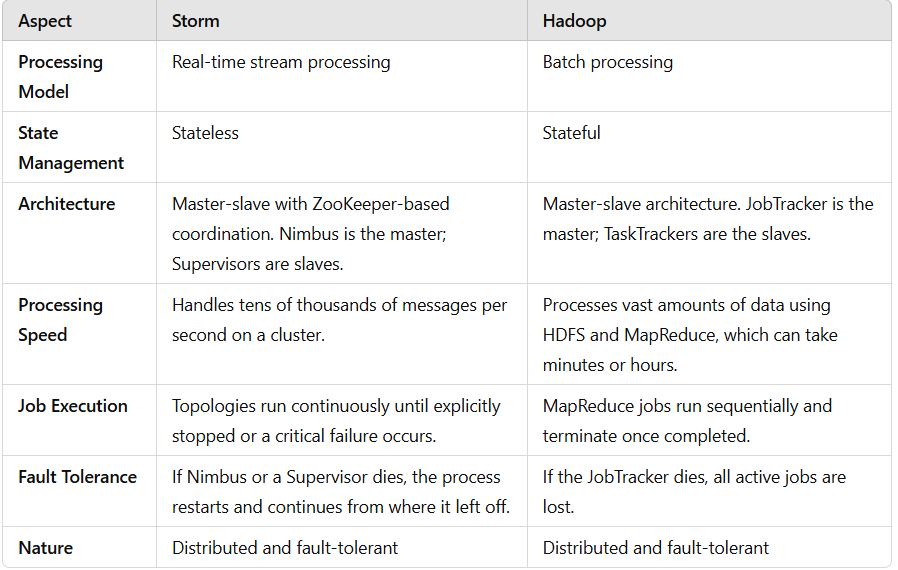 Aspect Storm Hadoop
Processing Model Real-time stream processing Batch processing
State Management Stateless Stateful
Architecture Master-slave with ZooKeeper-based coordination. Nimbus is the master; Supervisors are slaves. Master-slave architecture. JobTracker is the master; TaskTrackers are the slaves.
Processing Speed Handles tens of thousands of messages per second on a cluster. Processes vast amounts of data using HDFS and MapReduce, which can take minutes or hours.
Job Execution Topologies run continuously until explicitly stopped or a critical failure occurs. MapReduce jobs run sequentially and terminate once completed.
Fault Tolerance If Nimbus or a Supervisor dies, the process restarts and continues from where it left off. If the JobTracker dies, all active jobs are lost.
Nature Distributed and fault-tolerant Distributed and fault-tolerant